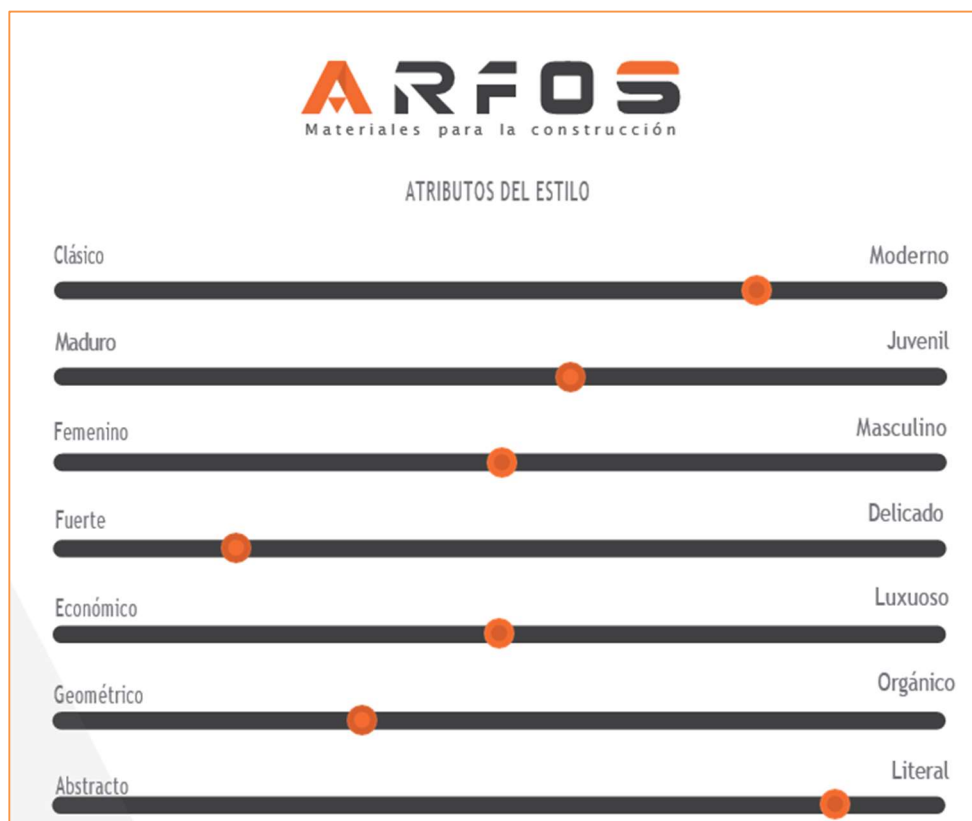 ARFOS
Materiales para la construcción
ATRIBUTOS DEL ESTILO
Clásico Moderno
Maduro Juvenil
Femenino Masculino
Fuerte Delicado
Económico Luxuoso
Geométrico Orgánico
Abstracto Literal